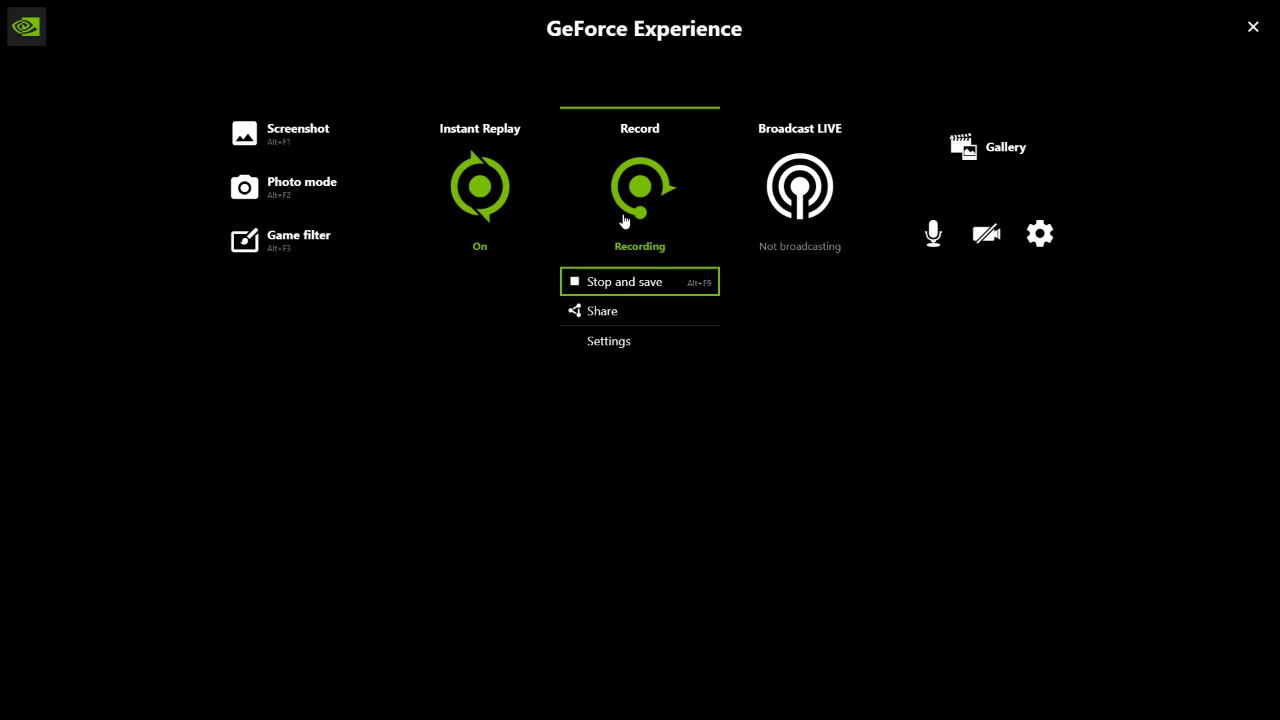 GeForce Experience
Screenshot
Alt+F1
Photo mode
Alt+F2
Game filter
Alt+F3
Instant Replay
On
Record
Recording
Stop and save Alt+F9
Share
Settings
Broadcast LIVE
Not broadcasting
Gallery